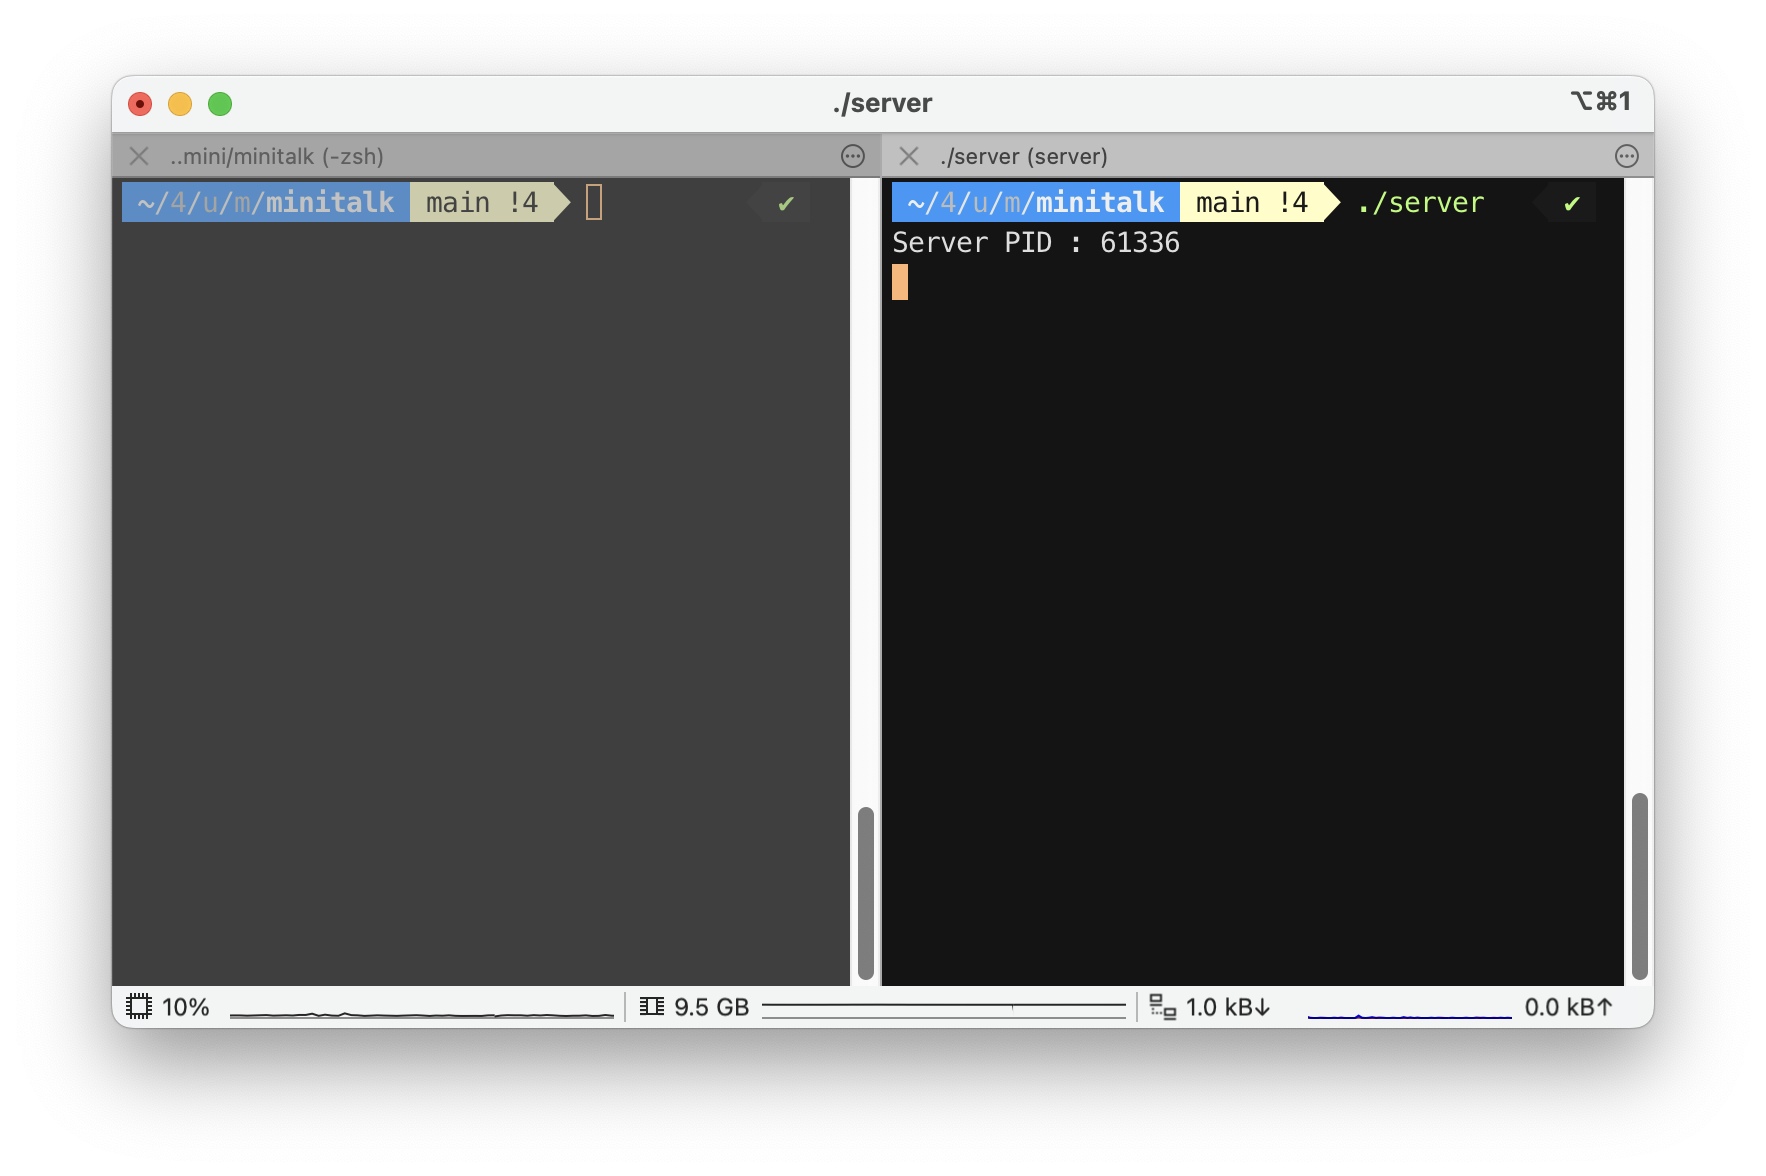 ./server
⌥⌘1
..mini/minitalk (-zsh)
./server (server)
~/4/u/m/minitalk main !4 ✔
~/4/u/m/minitalk main !4 ./server ✔
Server PID : 61336
10% 9.5 GB 1.0 kB↓ 0.0 kB↑